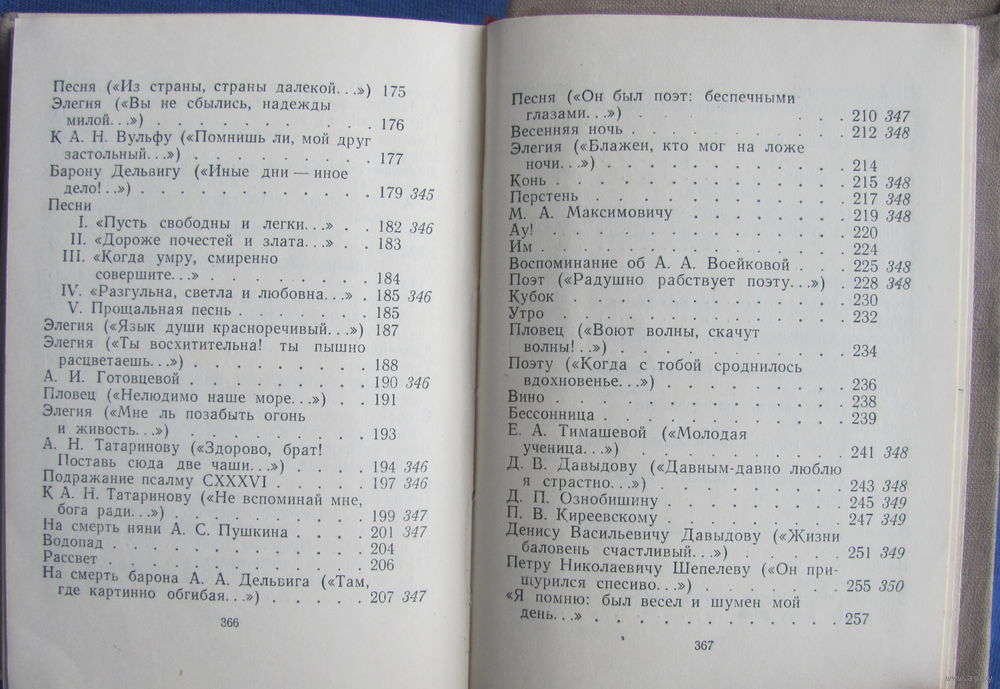 Песня («Из страны, страны далекой. . .») 175
Элегия («Вы не сбылись, надежды
милой. . .») . . . . . . . . . . 176
К А. Н. Вульфу («Помнишь ли, мой друг
застольный. . .») . . . . . . . . . 177
Барону Дельвигу («Иные дни — иное
дело! . .») . . . . . . . . . . . 179 345
Песни
I. «Пусть свободны и легки. . .» . . 182 346
II. «Дороже почестей и злата. . .» . 183
III. «Когда умру, смиренно
совершите. . .» . . . . . . . . 184
IV. «Разгульна, светла и любовна. . .» . 185 346
V. Прощальная песнь . . . . . . 185
Элегия («Язык души красноречивый. . .») 187
Элегия («Ты восхитительна! ты пышно
расцветаешь. . .») . . . . . . . . 188
А. И. Готовцевой . . . . . . . . . 190 346
Пловец («Нелюдимо наше море. . .») . . 191
Элегия («Мне ль позабыть огонь
и живость. . .») . . . . . . . . . 193
А. Н. Татаринову («Здорово, брат!
Поставь сюда две чаши. . .») . . . . 194 346
Подражание псалму CXXXVI . . . . . 197 346
К А. Н. Татаринову («Не вспоминай мне,
бога ради. . .») . . . . . . . . . 199 347
На смерть няни А. С. Пушкина . . . . 201 347
Водопад . . . . . . . . . . . . . 204
Рассвет . . . . . . . . . . . . . 206
На смерть барона А. А. Дельвига («Там,
где картинно обгибая. . .») . . . . . 207 347
366
Песня («Он был поэт: беспечными
глазами. . .») . . . . . . . . . . 210 347
Весенняя ночь . . . . . . . . . . 212 348
Элегия («Блажен, кто мог на ложе
ночи. . .») . . . . . . . . . . . 214
Конь . . . . . . . . . . . . . . 215 348
Перстень . . . . . . . . . . . . 217 348
М. А. Максимовичу . . . . . . . . 219 348
Ау! . . . . . . . . . . . . . . 220
Им . . . . . . . . . . . . . . . 224
Воспоминание об А. А. Воейковой . . . 225 348
Поэт («Радушно рабствует поэту. . .») . 228 348
Кубок . . . . . . . . . . . . . 230
Утро . . . . . . . . . . . . . . 232
Пловец («Воют волны, скачут
волны! . .») . . . . . . . . . . . 234
Поэту («Когда с тобой сроднилось
вдохновенье. . .») . . . . . . . . 236
Вино . . . . . . . . . . . . . . 238
Бессонница . . . . . . . . . . . 239
Е. А. Тимашевой («Молодая
ученица. . .») . . . . . . . . . . 241 348
Д. В. Давыдову («Давным-давно люблю
я страстно. . .») . . . . . . . . . 243 348
Д. П. Ознобишину . . . . . . . . . 245 349
П. В. Киреевскому . . . . . . . . . 247 349
Денису Васильевичу Давыдову («Жизни
баловень счастливый. . .») . . . . . 251 349
Петру Николаевичу Шепелеву («Он при-
щурился спесиво. . .») . . . . . . . 255 350
«Я помню: был весел и шумен мой
день. . .» . . . . . . . . . . . . 257
367
www.ay.by